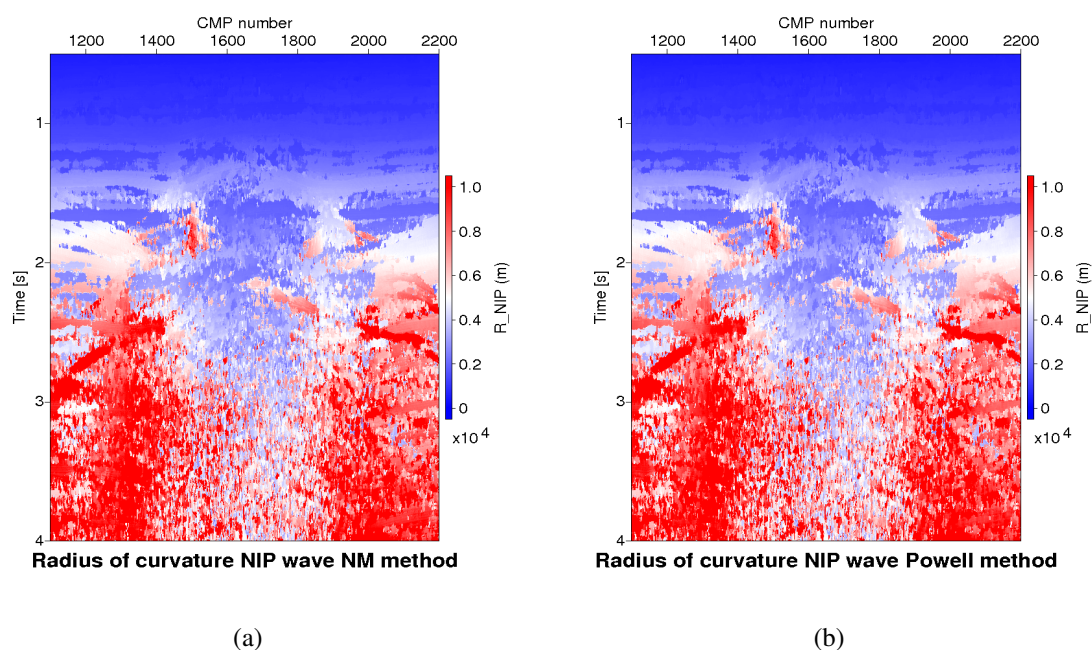 CMP number
1200 1400 1600 1800 2000 2200
Time [s]
1
2
3
4
1.0
0.8
0.6
0.4
0.2
0
x10 4
R_NIP (m)
Radius of curvature NIP wave NM method
(a)
CMP number
1200 1400 1600 1800 2000 2200
Time [s]
1
2
3
4
1.0
0.8
0.6
0.4
0.2
0
x10 4
R_NIP (m)
Radius of curvature NIP wave Powell method
(b)